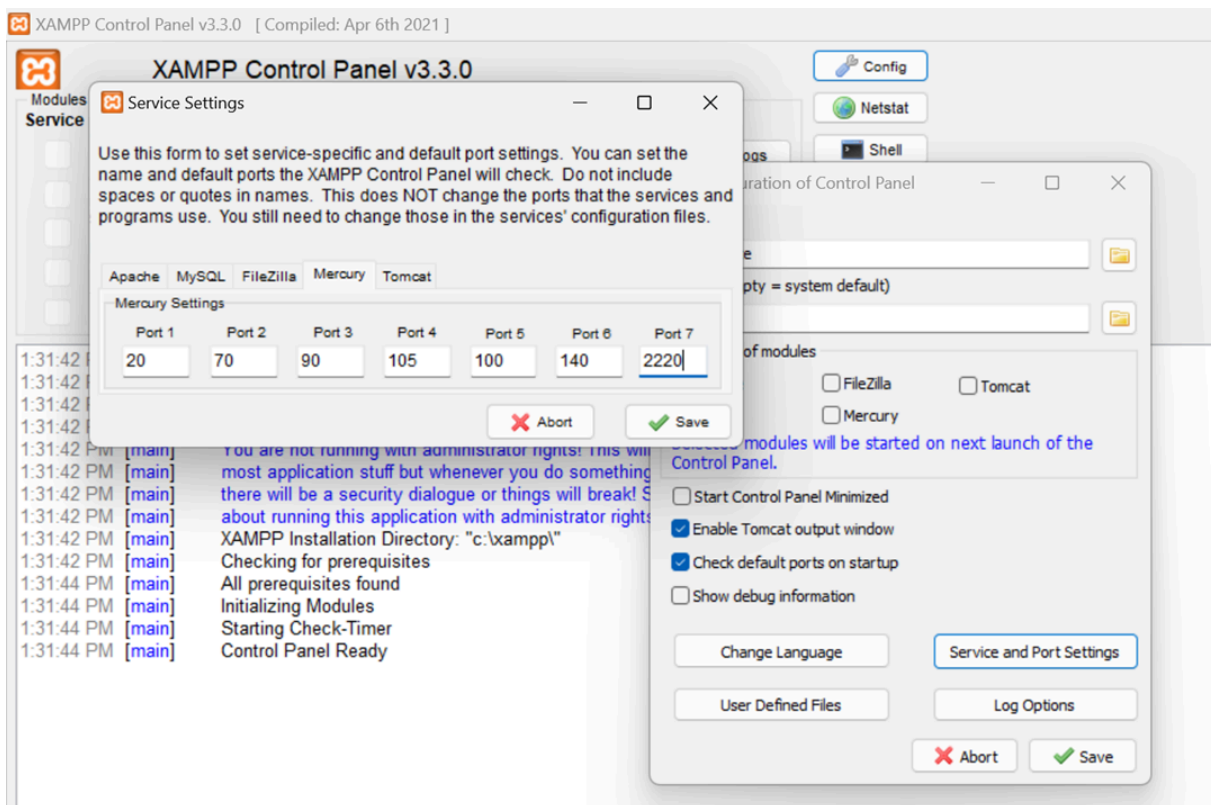 XAMPP Control Panel v3.3.0 [ Compiled: Apr 6th 2021 ]
XAMPP Control Panel v3.3.0
Modules
Service
Config
Netstat
Shell
Service Settings
Use this form to set service-specific and default port settings. You can set the
name and default ports the XAMPP Control Panel will check. Do not include
spaces or quotes in names. This does NOT change the ports that the services and
programs use. You still need to change those in the services' configuration files.
Apache MySQL FileZilla Mercury Tomcat
Mercury Settings
Port 1 Port 2 Port 3 Port 4 Port 5 Port 6 Port 7
20 70 90 105 100 140 2220
Abort Save
of Control Panel
pty = system default)
of modules
FileZilla Tomcat
Mercury
modules will be started on next launch of the
Control Panel.
Start Control Panel Minimized
Enable Tomcat output window
Check default ports on startup
Show debug information
Change Language Service and Port Settings
User Defined Files Log Options
Abort Save
1:31:42
1:31:42
1:31:42
1:31:42
1:31:42 PM [main] You are not running with administrator rights! This will
1:31:42 PM [main] most application stuff but whenever you do something
1:31:42 PM [main] there will be a security dialogue or things will break! S
1:31:42 PM [main] about running this application with administrator rights
1:31:42 PM [main] XAMPP Installation Directory: "c:\xampp\"
1:31:42 PM [main] Checking for prerequisites
1:31:44 PM [main] All prerequisites found
1:31:44 PM [main] Initializing Modules
1:31:44 PM [main] Starting Check-Timer
1:31:44 PM [main] Control Panel Ready